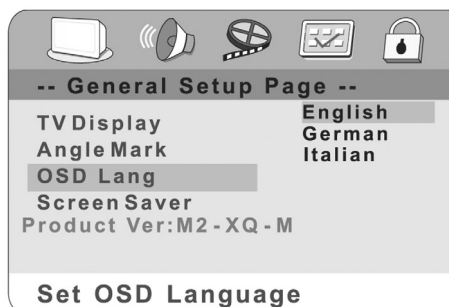 -- General Setup Page --
TV Display
Angle Mark
OSD Lang
Screen Saver
Product Ver:M2-XQ-M
English
German
Italian
Set OSD Language